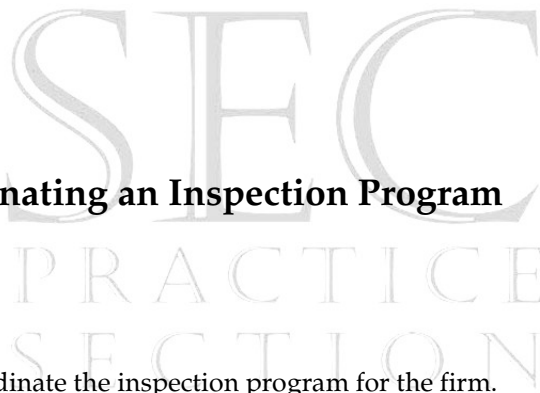 SEC
nating an Inspection Program
PRACTICE
SECTION
dinate the inspection program for the firm.